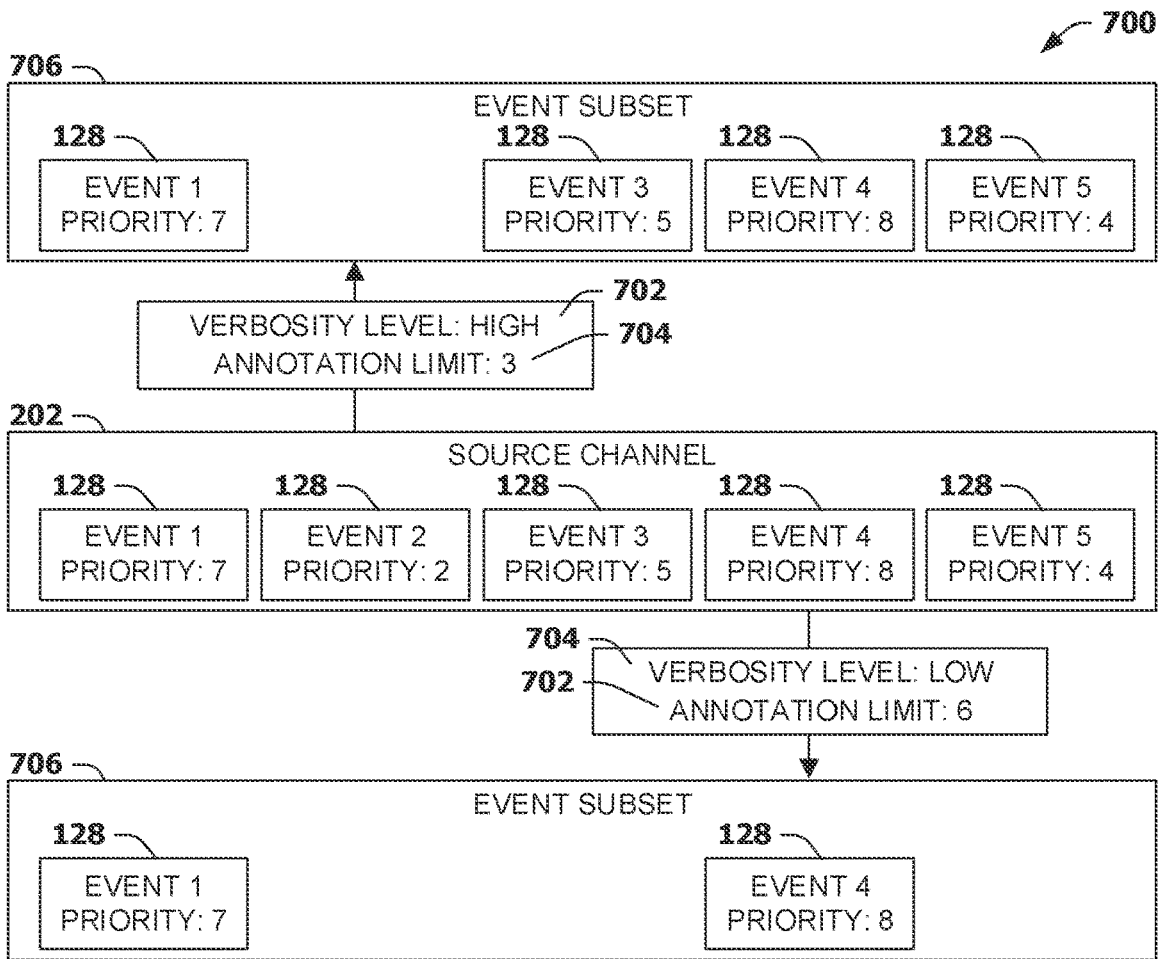 700
706
EVENT SUBSET
128 128 128 128
EVENT 1 EVENT 3 EVENT 4 EVENT 5
PRIORITY: 7 PRIORITY: 5 PRIORITY: 8 PRIORITY: 4
702
VERBOSITY LEVEL: HIGH
704
ANNOTATION LIMIT: 3
202
SOURCE CHANNEL
128 128 128 128 128
EVENT 1 EVENT 2 EVENT 3 EVENT 4 EVENT 5
PRIORITY: 7 PRIORITY: 2 PRIORITY: 5 PRIORITY: 8 PRIORITY: 4
704
VERBOSITY LEVEL: LOW
702
ANNOTATION LIMIT: 6
706
EVENT SUBSET
128 128
EVENT 1 EVENT 4
PRIORITY: 7 PRIORITY: 8